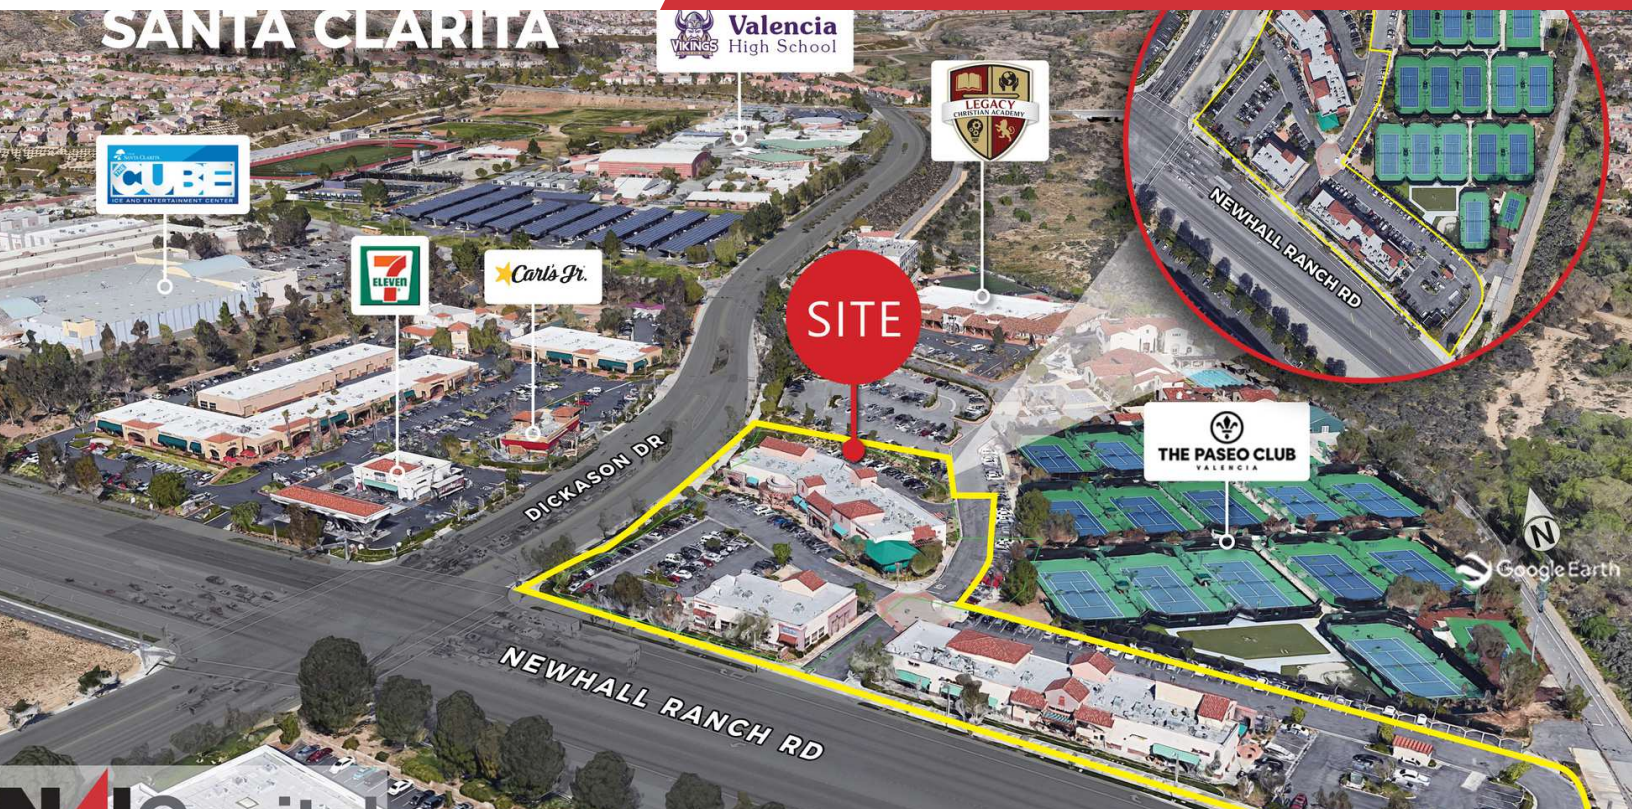 SANTA CLARITA
VIKINGS
Valencia
High School
LEGACY
CHRISTIAN ACADEMY
SANTA CLARITA
THE
CUBE
ICE AND ENTERTAINMENT CENTER
7
ELEVEN
Carl's Jr.
SITE
NEWHALL RANCH RD
THE PASEO CLUB
VALENCIA
DICKASON DR
N
Google Earth
NEWHALL RANCH RD